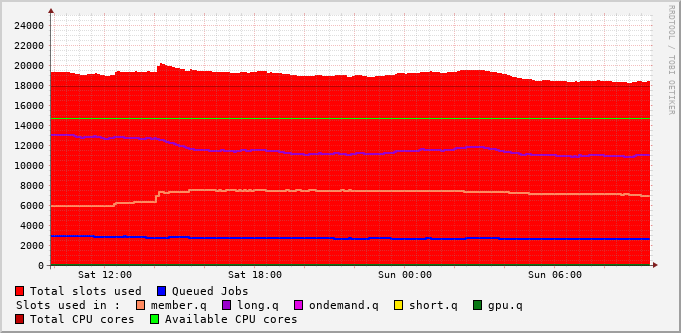 RRDTOOL / TOBI OETIKER
24000
22000
20000
18000
16000
14000
12000
10000
8000
6000
4000
2000
0
Sat 12:00 Sat 18:00 Sun 00:00 Sun 06:00
Total slots used Queued Jobs
Slots used in : member.q long.q ondemand.q short.q gpu.q
Total CPU cores Available CPU cores